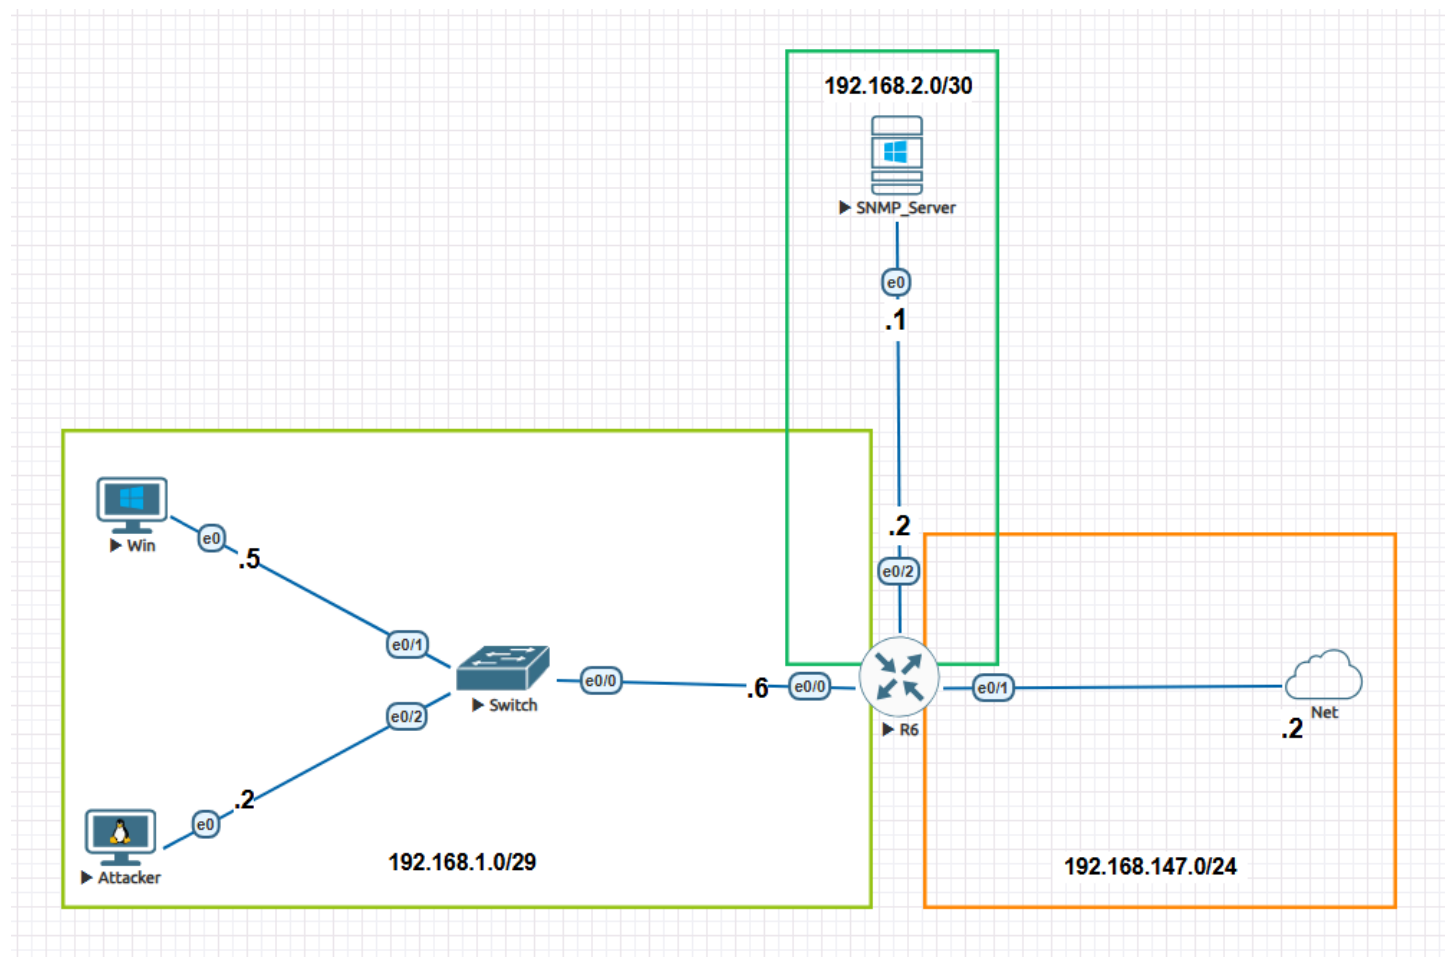 192.168.2.0/30
SNMP_Server
e0
.1
.2
e0/2
Win
e0
.5
e0/1
e0/0
.6
e0/0
e0/1
Switch
e0/2
R6
Net
.2
.2
e0
Attacker
192.168.1.0/29
192.168.147.0/24